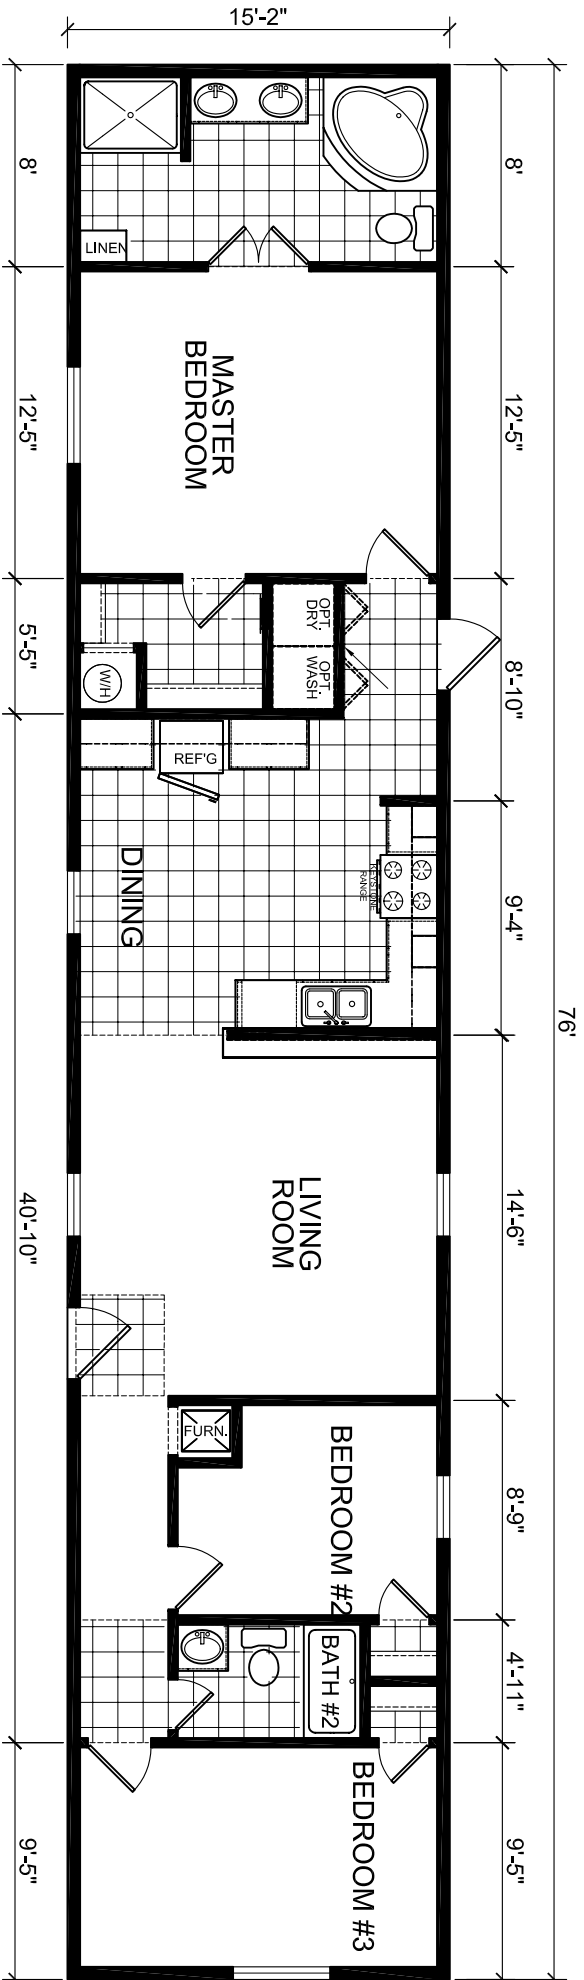 15'-2"
8'
8'
LINEN
12'-5"
MASTER
BEDROOM
12'-5"
5'-5"
OPT.
DRY
OPT.
WASH
W/H
8'-10"
REF'G
DINING
KEYSTONE
RANGE
9'-4"
76'
40'-10"
LIVING
ROOM
14'-6"
FURN.
BEDROOM #2
8'-9"
BATH #2
4'-11"
9'-5"
BEDROOM #3
9'-5"